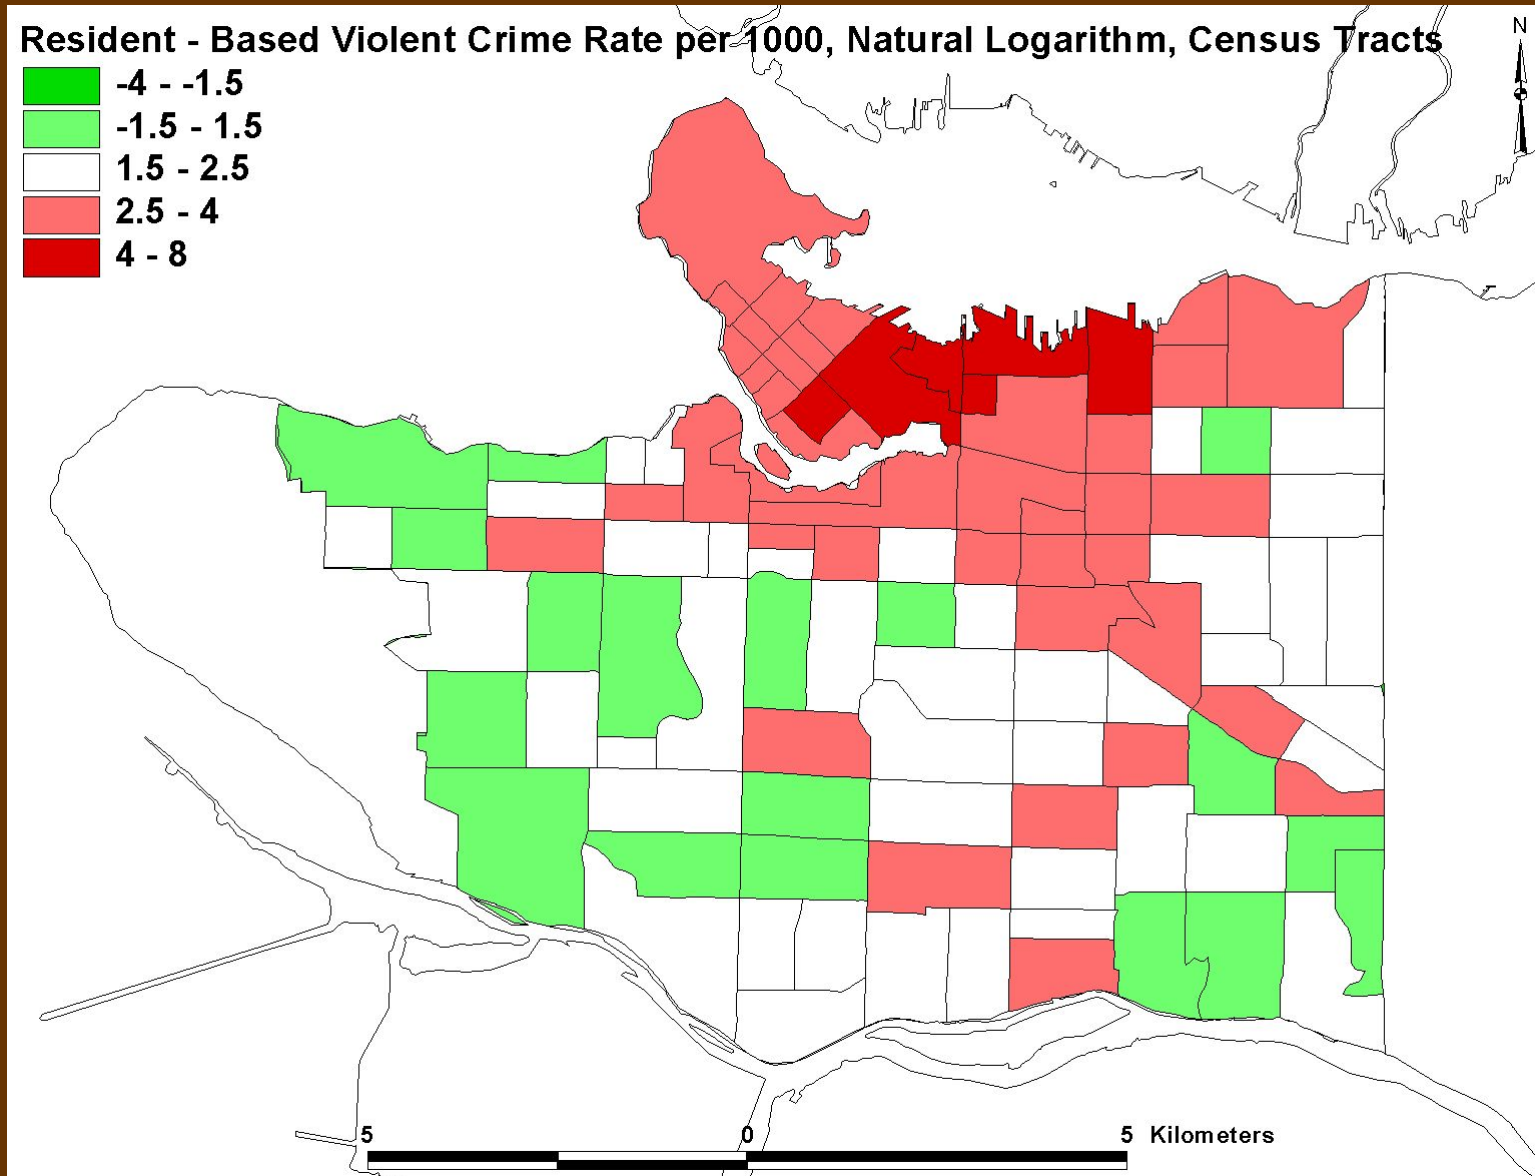 Resident - Based Violent Crime Rate per 1000, Natural Logarithm, Census Tracts
N
-4 - -1.5
-1.5 - 1.5
1.5 - 2.5
2.5 - 4
4 - 8
5 0 5 Kilometers